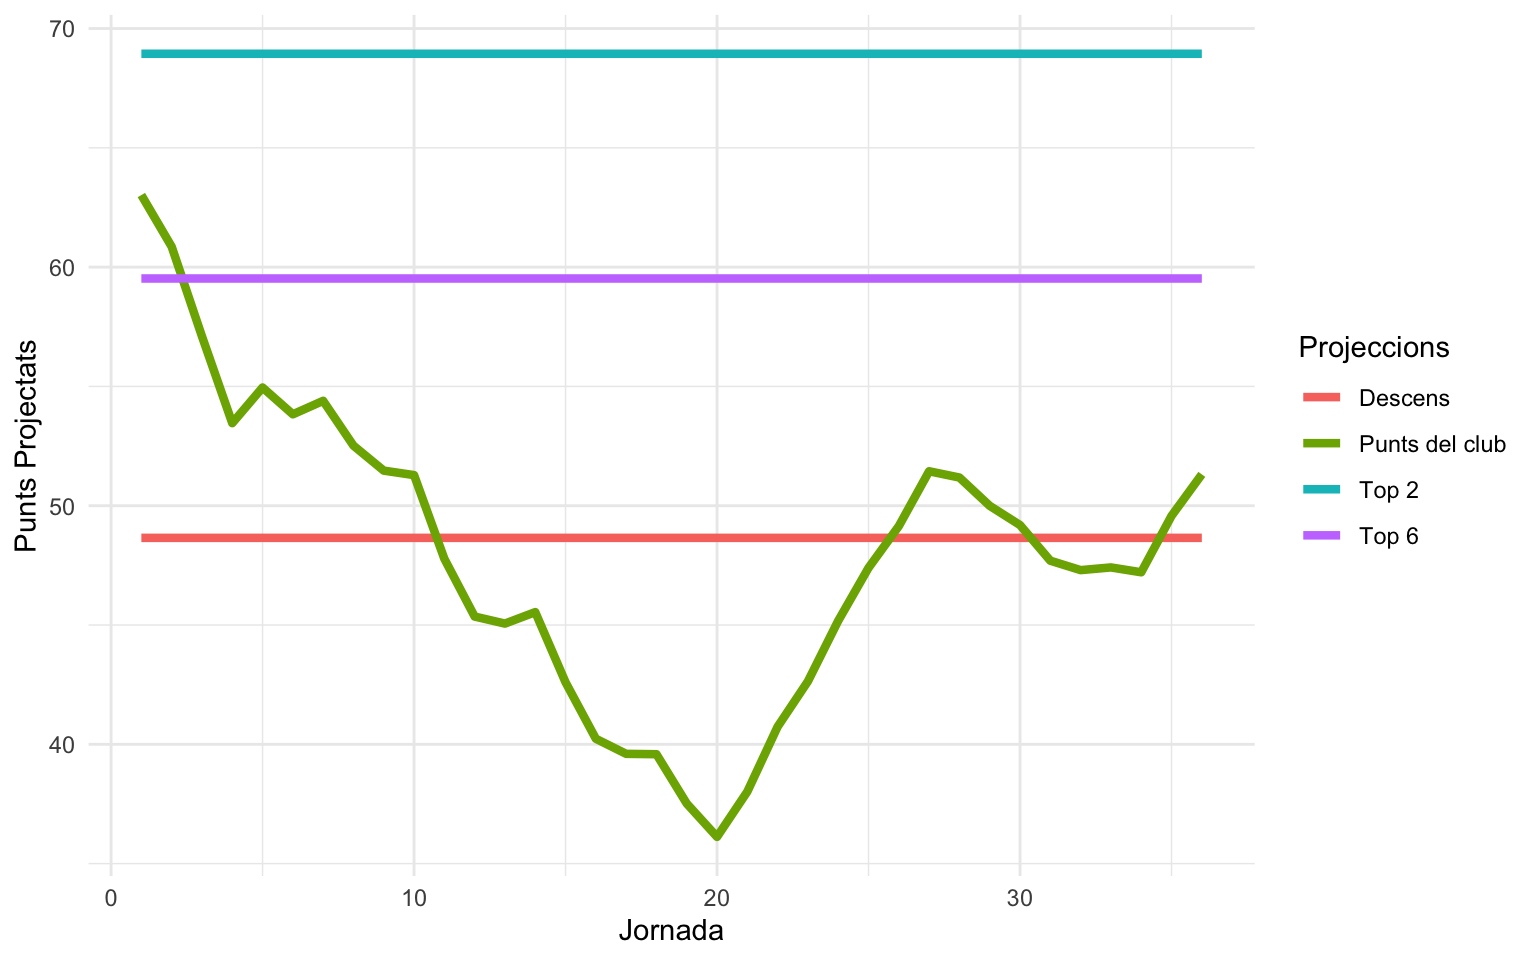 70
60
50
40
Punts Projectats
0
10
20
30
Jornada
Projeccions
Descens
Punts del club
Top 2
Top 6